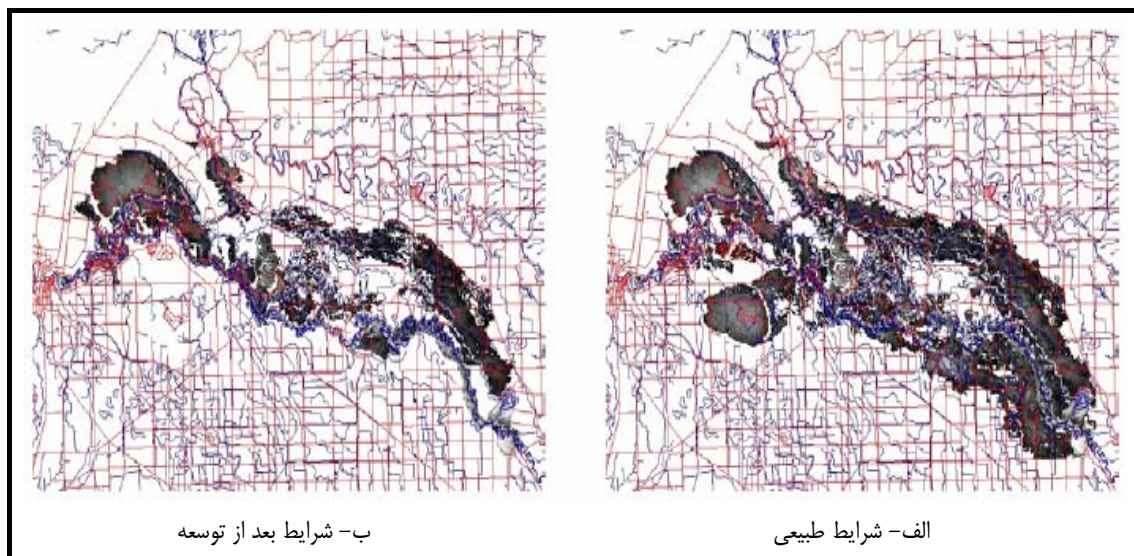 الف- شرایط طبیعی
ب- شرایط بعد از توسعه